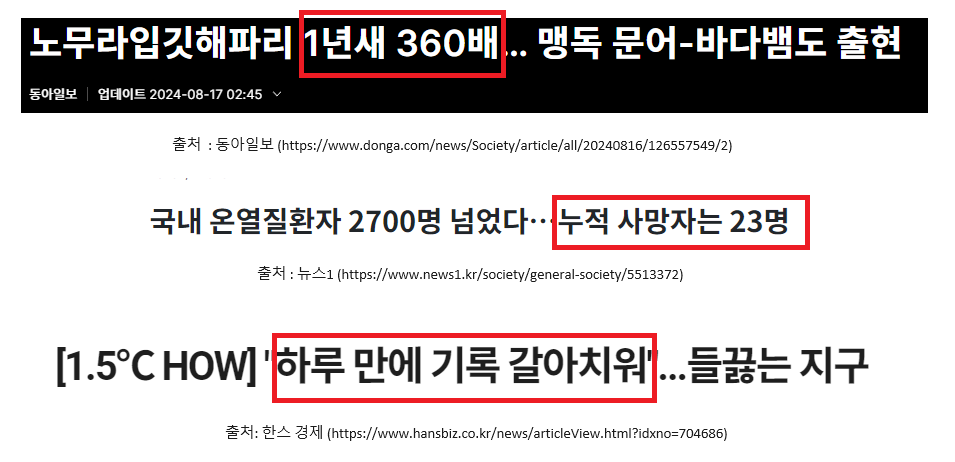 노무라입깃해파리 1년새 360배... 맹독 문어-바다뱀도 출현
동아일보 | 업데이트 2024-08-17 02:45
출처 : 동아일보 (https://www.donga.com/news/Society/article/all/20240816/126557549/2)
국내 온열질환자 2700명 넘었다…누적 사망자는 23명
출처 : 뉴스1 (https://www.news1.kr/society/general-society/5513372)
[1.5℃ HOW] "하루 만에 기록 갈아치워"...들끓는 지구
출처: 한스 경제 (https://www.hansbiz.co.kr/news/articleView.html?idxno=704686)